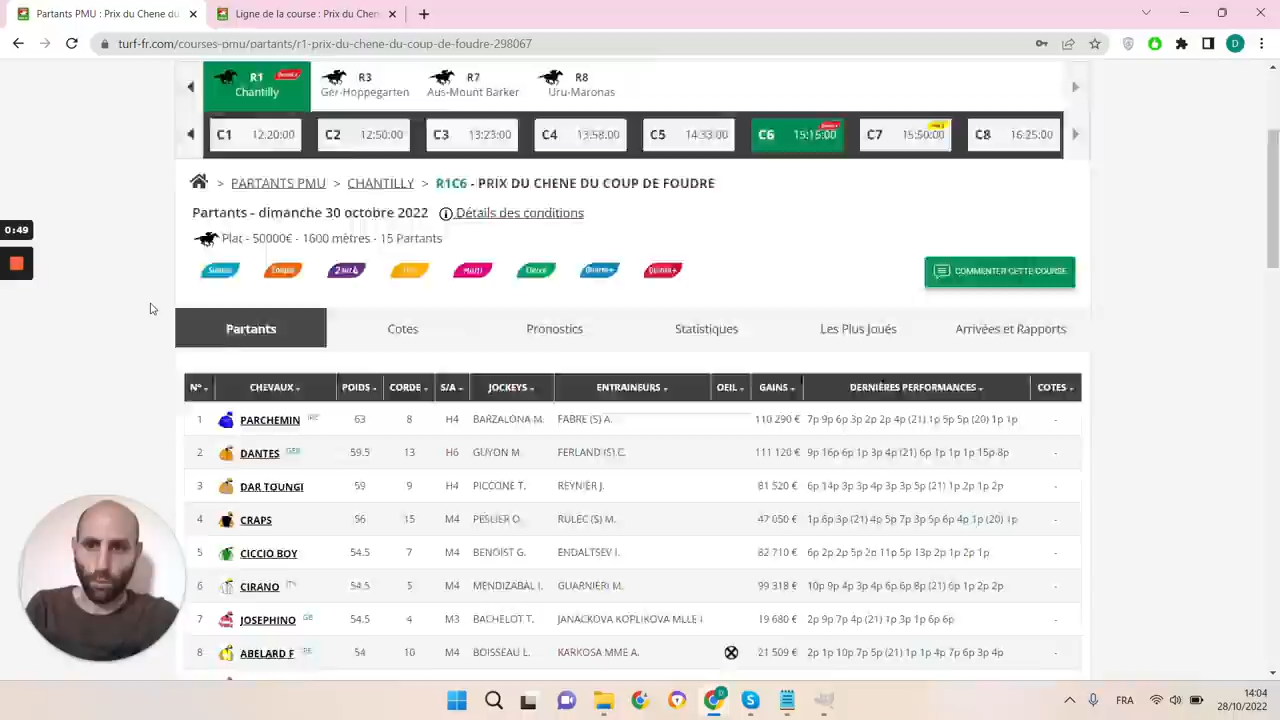 Partants PMU : Prix du Chene du
Ligne de la course : Prix du Chen
turf-fr.com/courses-pmu/partants/r1-prix-du-chene-du-coup-de-foudre-298067
D
R1 R3 R7 R8
Chantilly Ger-Hoppegarten Aus-Mount Barker Uru-Maronas
C1 12:20:00 C2 12:50:00 C3 13:23:00 C4 13:58:00 C5 14:33:00 C6 15:15:00 C7 15:50:00 C8 16:25:00
> PARTANTS PMU > CHANTILLY > R1C6 - PRIX DU CHENE DU COUP DE FOUDRE
Partants - dimanche 30 octobre 2022 Détails des conditions
0:49
Plat - 50000€ - 1600 mètres - 15 Partants
COMMENTER CETTE COURSE
Partants Cotes Pronostics Statistiques Les Plus Joués Arrivées et Rapports
N° CHEVAUX POIDS CORDE S/A JOCKEYS ENTRAINEURS OEIL GAINS DERNIÈRES PERFORMANCES COTES
1 PARCHEMIN 63 8 H4 BARZALONA M. FABRE (S) A. 110 290 € 7p 9p 6p 3p 2p 2p 4p (21) 1p 5p 5p (20) 1p 1p -
2 DANTES 59.5 13 H6 GUYON M. FERLAND (S) C. 111 120 € 9p 16p 6p 1p 3p 4p (21) 6p 1p 1p 1p 15p 8p -
3 DAR TOUNGI 59 9 H4 PICCONE T. REYNIER J. 81 520 € 6p 14p 3p 3p 4p 3p 3p 5p (21) 1p 2p 1p 2p -
4 CRAPS 56 15 M4 PESLIER O. RULEC (S) M. 47 050 € 1p 6p 3p (21) 4p 5p 7p 3p 5p 6p 4p 1p (20) 1p -
5 CICCIO BOY 54.5 7 M4 BENOIST G. ENDALTSEV I. 82 710 € 6p 2p 2p 5p 2p 11p 5p 13p 2p 1p 2p 1p -
6 CIRANO 54.5 5 M4 MENDIZABAL I. GUARNIERI M. 99 318 € 10p 9p 4p 3p 4p 6p 6p 8p (21) 6p 1p 2p 2p -
7 JOSEPHINO GB 54.5 4 M3 BACHELOT T. JANACKOVA KOPLIKOVA MLLE I 19 680 € 2p 9p 7p 4p (21) 1p 3p 1p 6p 6p -
8 ABELARD F 54 10 M4 BOISSEAU L. KARKOSA MME A. 21 509 € 2p 1p 10p 7p 5p (21) 1p 1p 4p 7p 6p 3p 4p -
FRA
14:04
28/10/2022